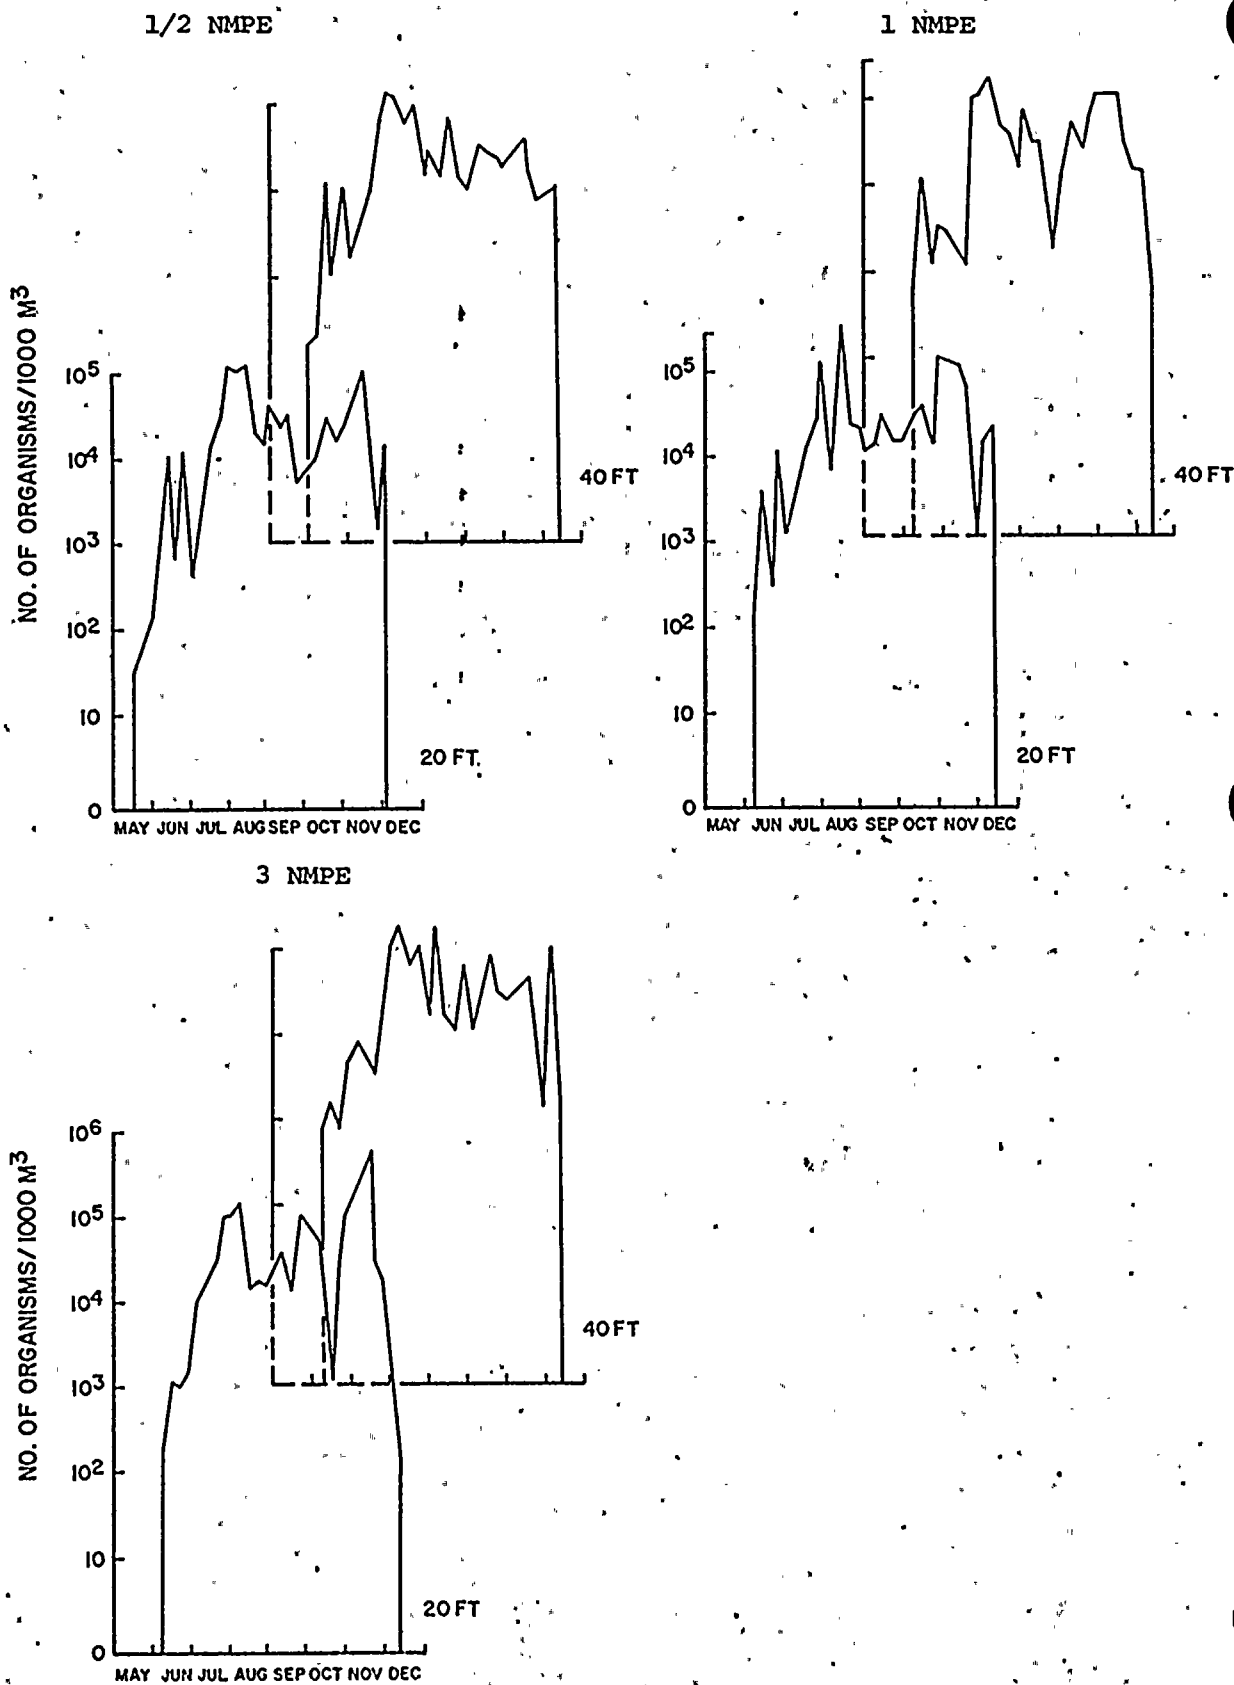 1/2 NMPE
1 NMPE
NO. OF ORGANISMS/1000 M³
10⁵
10⁴
10³
10²
10
0
40 FT
20 FT.
MAY JUN JUL AUG SEP OCT NOV DEC
10⁵
10⁴
10³
10²
10
0
40 FT
20 FT
MAY JUN JUL AUG SEP OCT NOV DEC
3 NMPE
NO. OF ORGANISMS/1000 M³
10⁶
10⁵
10⁴
10³
10²
10
0
40 FT
20 FT
MAY JUN JUL AUG SEP OCT NOV DEC